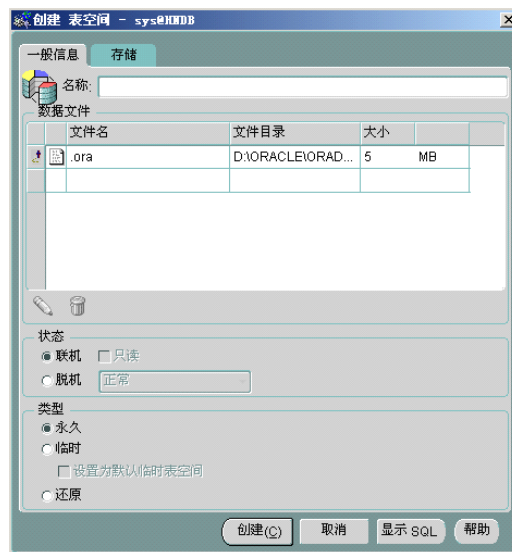 创建 表空间 - sys@HNDB
一般信息 存储
名称:
数据文件
文件名 文件目录 大小
.ora D:\ORACLE\ORAD... 5 MB
状态
联机 只读
脱机 正常
类型
永久
临时
设置为默认临时表空间
还原
创建(C) 取消 显示 SQL 帮助